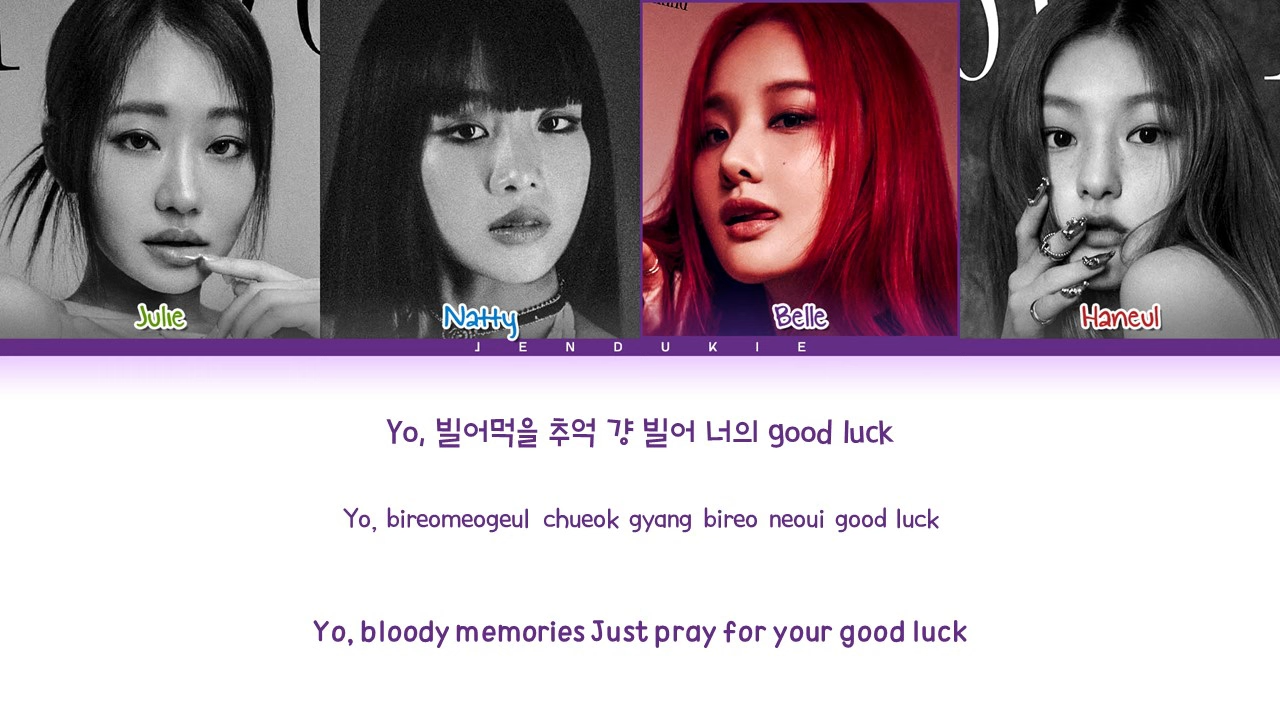 Julie
Natty
Belle
Haneul
JENDUKIE
Yo, 빌어먹을 추억 걍 빌어 너의 good luck
Yo, bireomeogeul chueok gyang bireo neoui good luck
Yo, bloody memories Just pray for your good luck